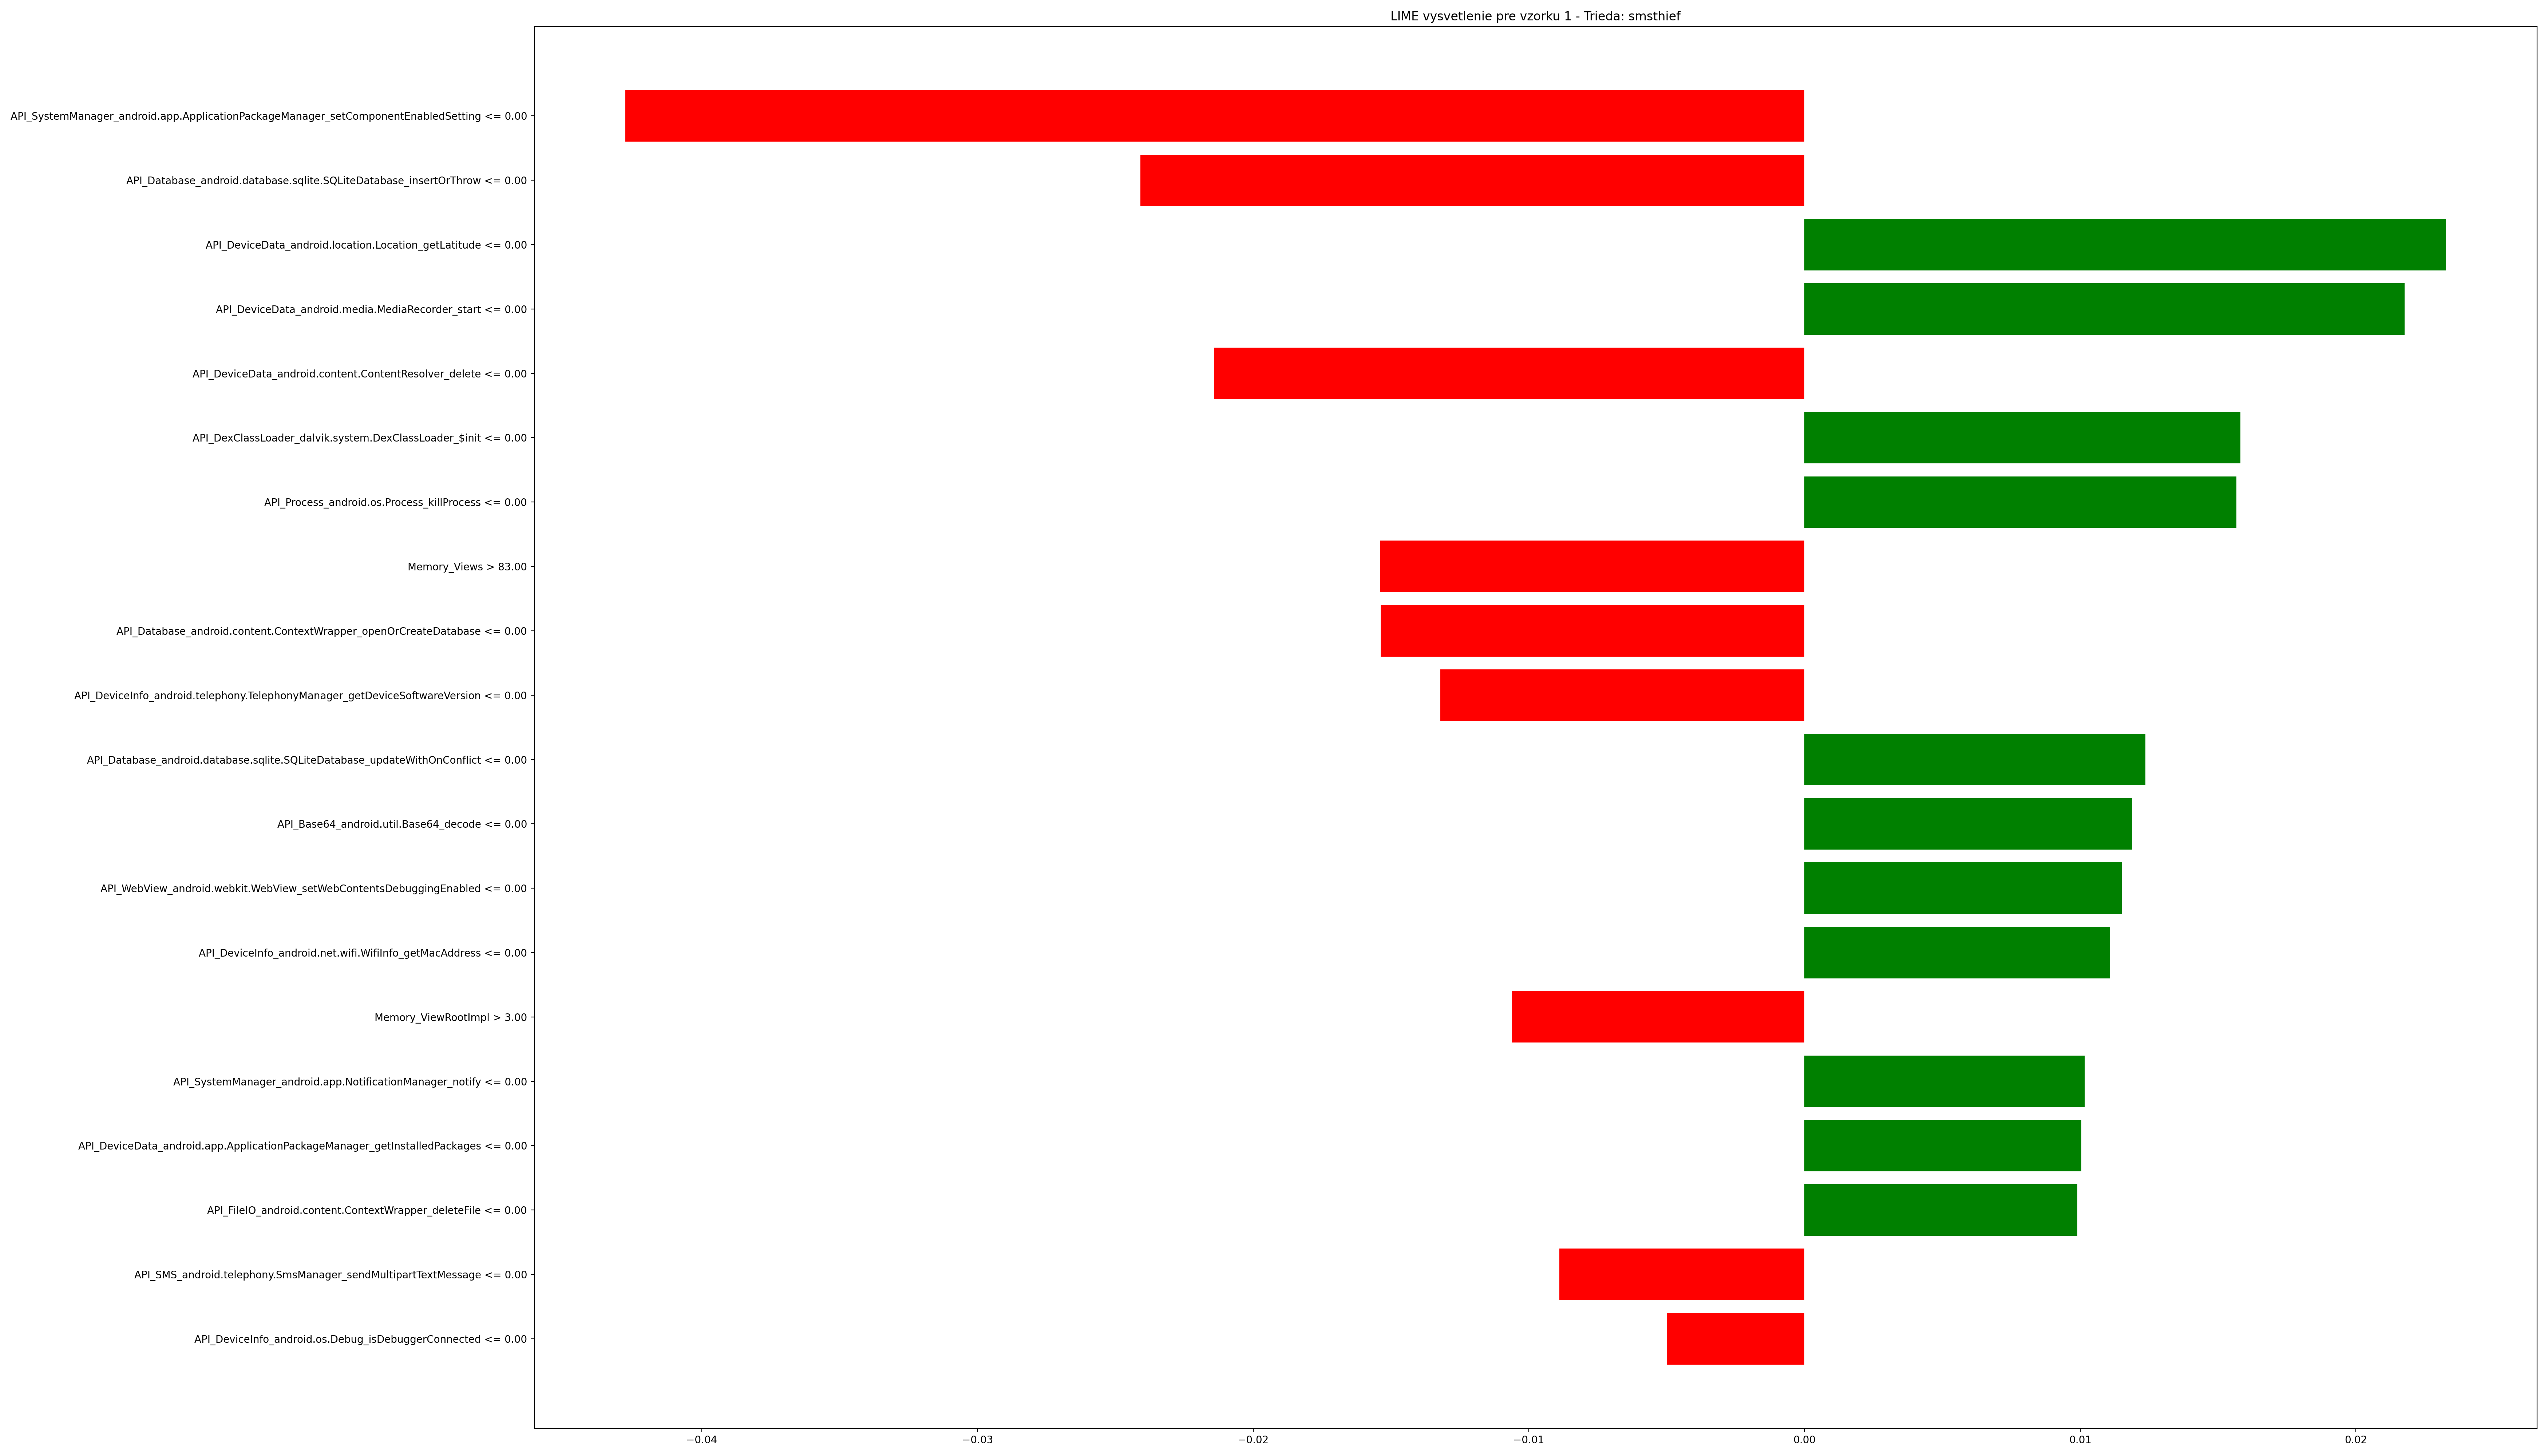 LIME vysvetlenie pre vzorku 1 - Trieda: smsthief
API_SystemManager_android.app.ApplicationPackageManager_setComponentEnabledSetting <= 0.00
API_Database_android.database.sqlite.SQLiteDatabase_insertOrThrow <= 0.00
API_DeviceData_android.location.Location_getLatitude <= 0.00
API_DeviceData_android.media.MediaRecorder_start <= 0.00
API_DeviceData_android.content.ContentResolver_delete <= 0.00
API_DexClassLoader_dalvik.system.DexClassLoader_$init <= 0.00
API_Process_android.os.Process_killProcess <= 0.00
Memory_Views > 83.00
API_Database_android.content.ContextWrapper_openOrCreateDatabase <= 0.00
API_DeviceInfo_android.telephony.TelephonyManager_getDeviceSoftwareVersion <= 0.00
API_Database_android.database.sqlite.SQLiteDatabase_updateWithOnConflict <= 0.00
API_Base64_android.util.Base64_decode <= 0.00
API_WebView_android.webkit.WebView_setWebContentsDebuggingEnabled <= 0.00
API_DeviceInfo_android.net.wifi.WifiInfo_getMacAddress <= 0.00
Memory_ViewRootImpl > 3.00
API_SystemManager_android.app.NotificationManager_notify <= 0.00
API_DeviceData_android.app.ApplicationPackageManager_getInstalledPackages <= 0.00
API_FileIO_android.content.ContextWrapper_deleteFile <= 0.00
API_SMS_android.telephony.SmsManager_sendMultipartTextMessage <= 0.00
API_DeviceInfo_android.os.Debug_isDebuggerConnected <= 0.00
−0.04 −0.03 −0.02 −0.01 0.00 0.01 0.02